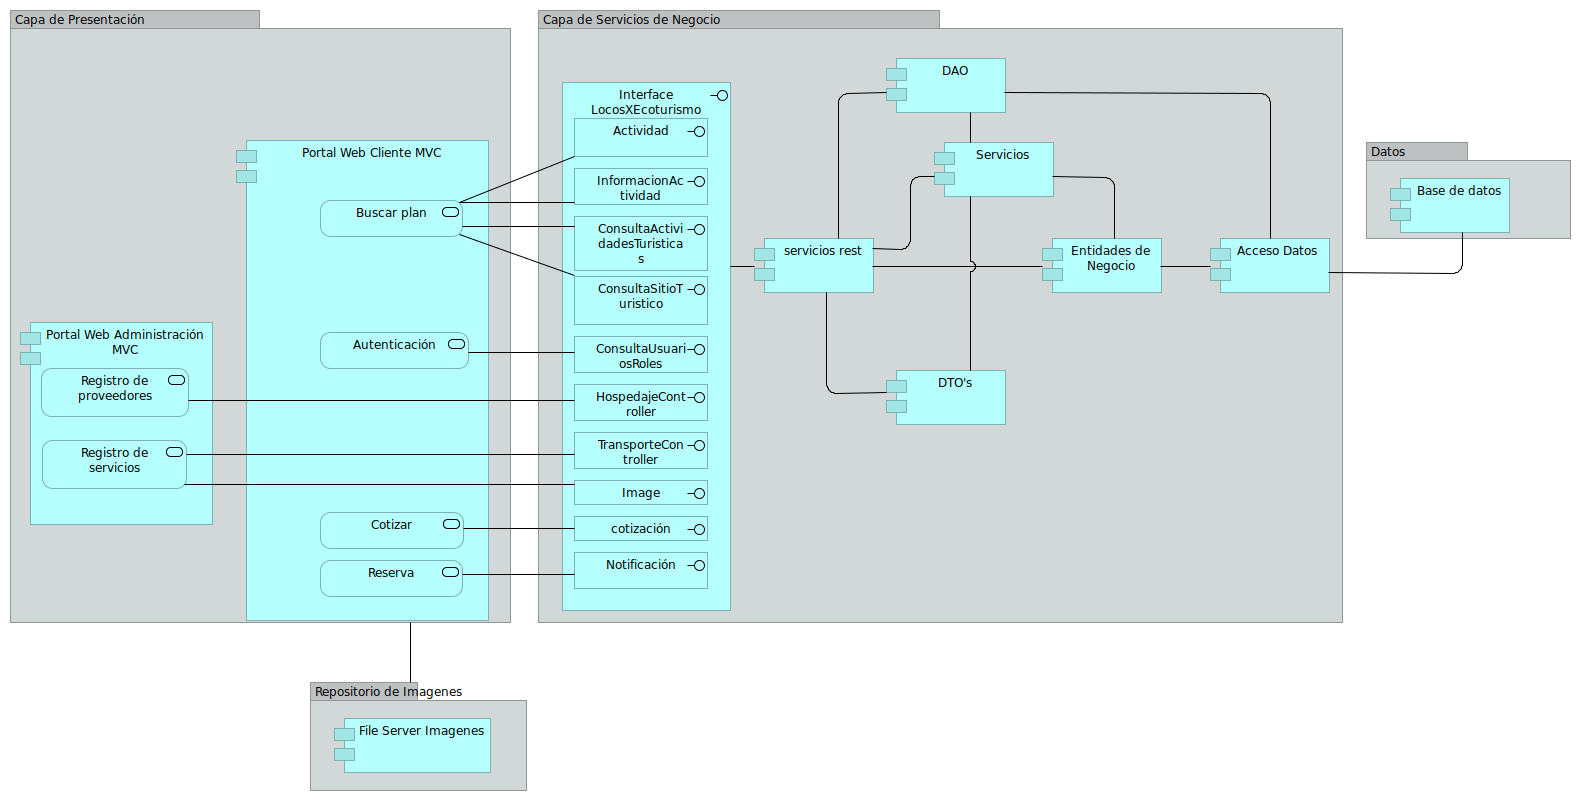 Capa de Presentación
Portal Web Cliente MVC
Buscar plan
Autenticación
Portal Web Administración
MVC
Registro de
proveedores
Registro de
servicios
Cotizar
Reserva
Capa de Servicios de Negocio
Interface
LocosXEcoturismo
Actividad
InformacionAc
tividad
ConsultaActivi
dadesTuristica
s
ConsultaSitioT
uristico
ConsultaUsuari
osRoles
HospedajeCont
roller
TransporteCon
troller
Image
cotización
Notificación
DAO
Servicios
servicios rest
Entidades de
Negocio
Acceso Datos
DTO's
Datos
Base de datos
Repositorio de Imagenes
File Server Imagenes